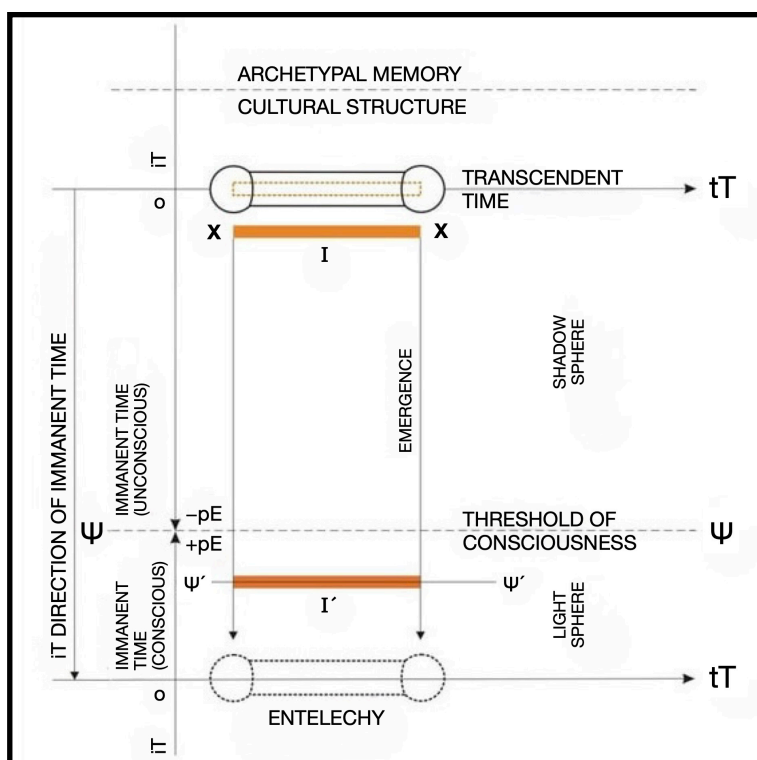 ARCHETYPAL MEMORY
CULTURAL STRUCTURE
iT
o
TRANSCENDENT
TIME
tT
X
X
I
iT DIRECTION OF IMMANENT TIME
IMMANENT TIME
(UNCONSCIOUS)
EMERGENCE
SHADOW
SPHERE
–pE
Ψ
THRESHOLD OF
CONSCIOUSNESS
Ψ
+pE
Ψ´
Ψ´
I´
IMMANENT
TIME
(CONSCIOUS)
LIGHT
SPHERE
tT
o
ENTELECHY
iT